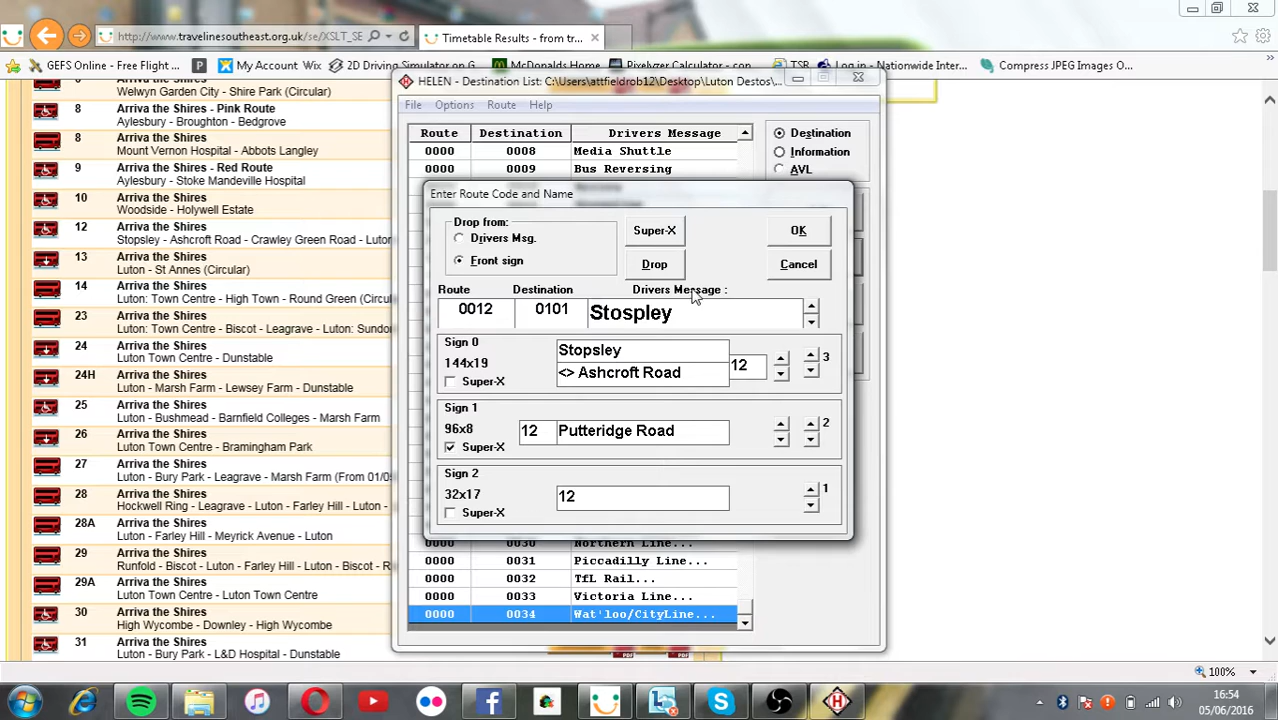 http://www.travelinesoutheast.org.uk/se/XSLT_SE
Timetable Results - from tr...
GEFS Online - Free Flight ...
My Account
Wix
2D Driving Simulator on G...
McDonalds Home
Pixelyzer Calculator - con...
TSR
Log in - Nationwide Inter...
Compress JPEG Images O...
HELEN - Destination List: C:\Users\attfieldrob12\Desktop\Luton Destos\...
File Options Route Help
Route Destination Drivers Message
0000 0008 Media Shuttle
0000 0009 Bus Reversing
Destination
Information
AVL
Enter Route Code and Name
Drop from:
Drivers Msg.
Front sign
Super-X
Drop
OK
Cancel
Route Destination Drivers Message :
0012 0101 Stospley
Sign 0
144x19
Super-X
Stopsley
<> Ashcroft Road
12
3
Sign 1
96x8
Super-X
12 Putteridge Road
2
Sign 2
32x17
Super-X
12
1
0000 0030 Northern Line...
0000 0031 Piccadilly Line...
0000 0032 TfL Rail...
0000 0033 Victoria Line...
0000 0034 Wat'loo/CityLine...
Welwyn Garden City - Shire Park (Circular)
8 Arriva the Shires - Pink Route
Aylesbury - Broughton - Bedgrove
8 Arriva the Shires
Mount Vernon Hospital - Abbots Langley
9 Arriva the Shires - Red Route
Aylesbury - Stoke Mandeville Hospital
10 Arriva the Shires
Woodside - Holywell Estate
12 Arriva the Shires
Stopsley - Ashcroft Road - Crawley Green Road - Luton
13 Arriva the Shires
Luton - St Annes (Circular)
14 Arriva the Shires
Luton: Town Centre - High Town - Round Green (Circular)
23 Arriva the Shires
Luton: Town Centre - Biscot - Leagrave - Luton: Sundon
24 Arriva the Shires
Luton Town Centre - Dunstable
24H Arriva the Shires
Luton - Marsh Farm - Lewsey Farm - Dunstable
25 Arriva the Shires
Luton - Bushmead - Barnfield Colleges - Marsh Farm
26 Arriva the Shires
Luton Town Centre - Bramingham Park
27 Arriva the Shires
Luton - Bury Park - Leagrave - Marsh Farm (From 01/05
28 Arriva the Shires
Hockwell Ring - Leagrave - Luton - Farley Hill - Luton - B
28A Arriva the Shires
Luton - Farley Hill - Meyrick Avenue - Luton
29 Arriva the Shires
Runfold - Biscot - Luton - Farley Hill - Luton - Biscot - R
29A Arriva the Shires
Luton Town Centre - Luton Town Centre
30 Arriva the Shires
High Wycombe - Downley - High Wycombe
31 Arriva the Shires
Luton - Bury Park - L&D Hospital - Dunstable
100%
16:54
05/06/2016